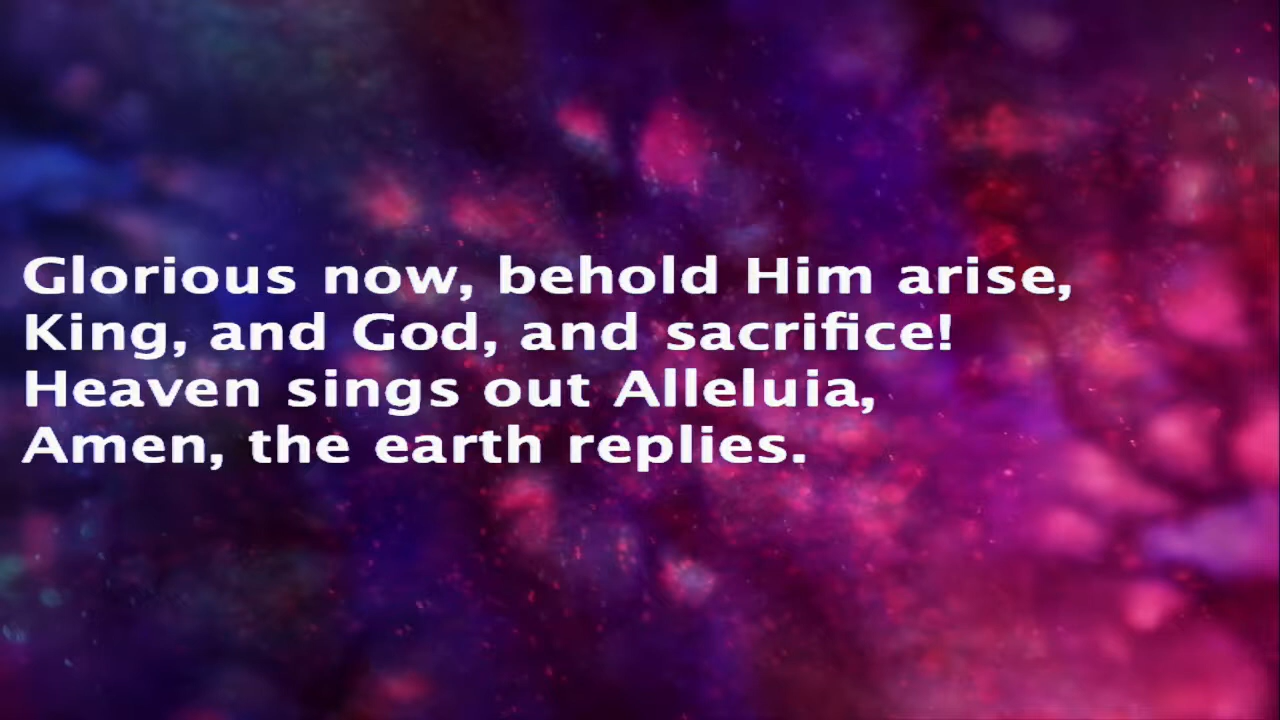 Glorious now, behold Him arise,
King, and God, and sacrifice!
Heaven sings out Alleluia,
Amen, the earth replies.